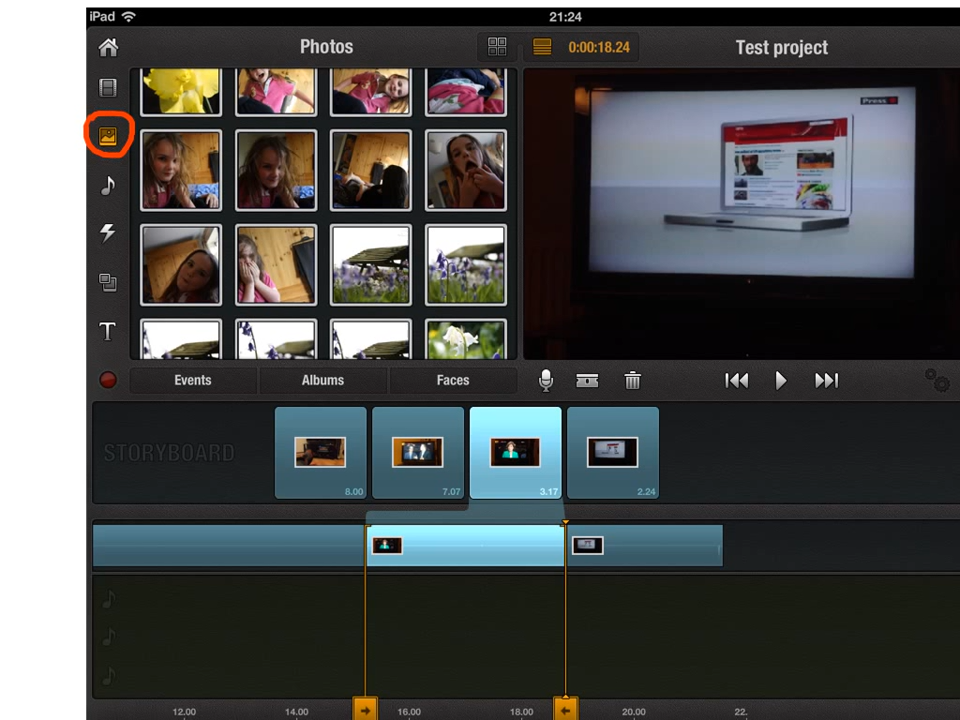 iPad 21:24
Photos 0:00:18.24 Test project
Press
T
Events Albums Faces
STORYBOARD
8.00 7.07 3.17 2.24
12.00 14.00 16.00 18.00 20.00 22.